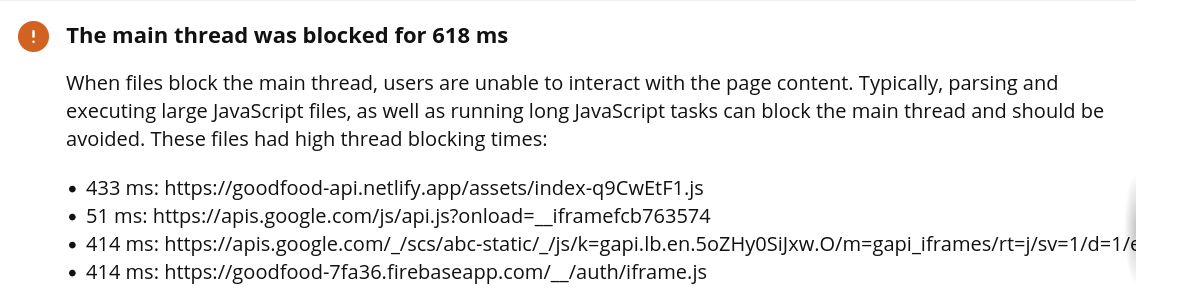 The main thread was blocked for 618 ms
When files block the main thread, users are unable to interact with the page content. Typically, parsing and
executing large JavaScript files, as well as running long JavaScript tasks can block the main thread and should be
avoided. These files had high thread blocking times:
• 433 ms: https://goodfood-api.netlify.app/assets/index-q9CwEtF1.js
• 51 ms: https://apis.google.com/js/api.js?onload=__iframefcb763574
• 414 ms: https://apis.google.com/_/scs/abc-static/_/js/k=gapi.lb.en.5oZHy0SiJxw.O/m=gapi_iframes/rt=j/sv=1/d=1/e
• 414 ms: https://goodfood-7fa36.firebaseapp.com/__/auth/iframe.js